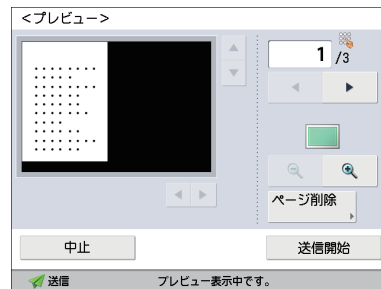 <プレビュー>
1 /3
ページ削除
中止
送信開始
送信 プレビュー表示中です。